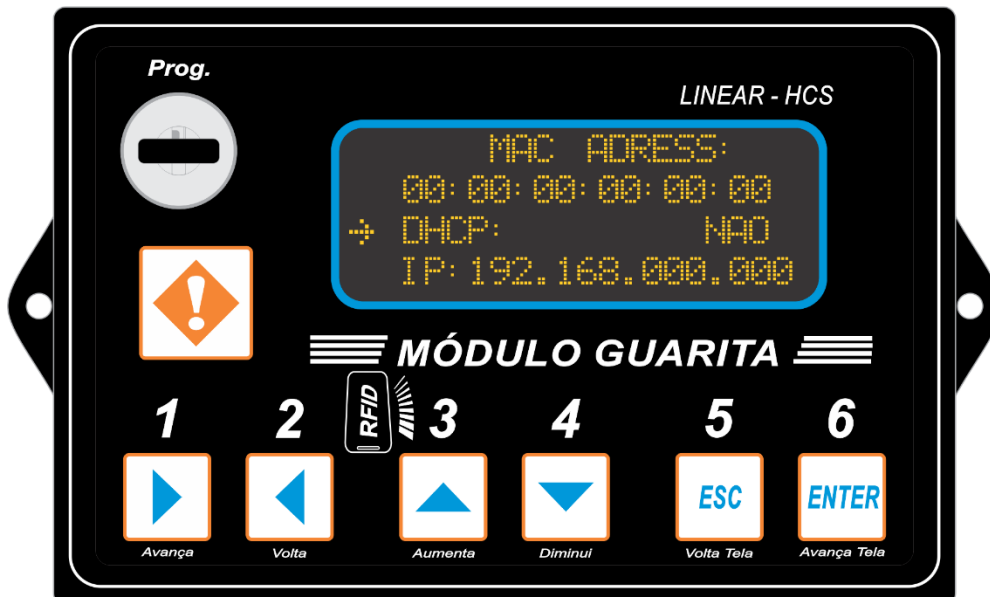 Prog.
LINEAR - HCS
MAC ADRESS:
00:00:00:00:00:00
DHCP: NAO
IP:192.168.000.000
MÓDULO GUARITA
1 2 RFID 3 4 5 6
ESC ENTER
Avança Volta Aumenta Diminui Volta Tela Avança Tela